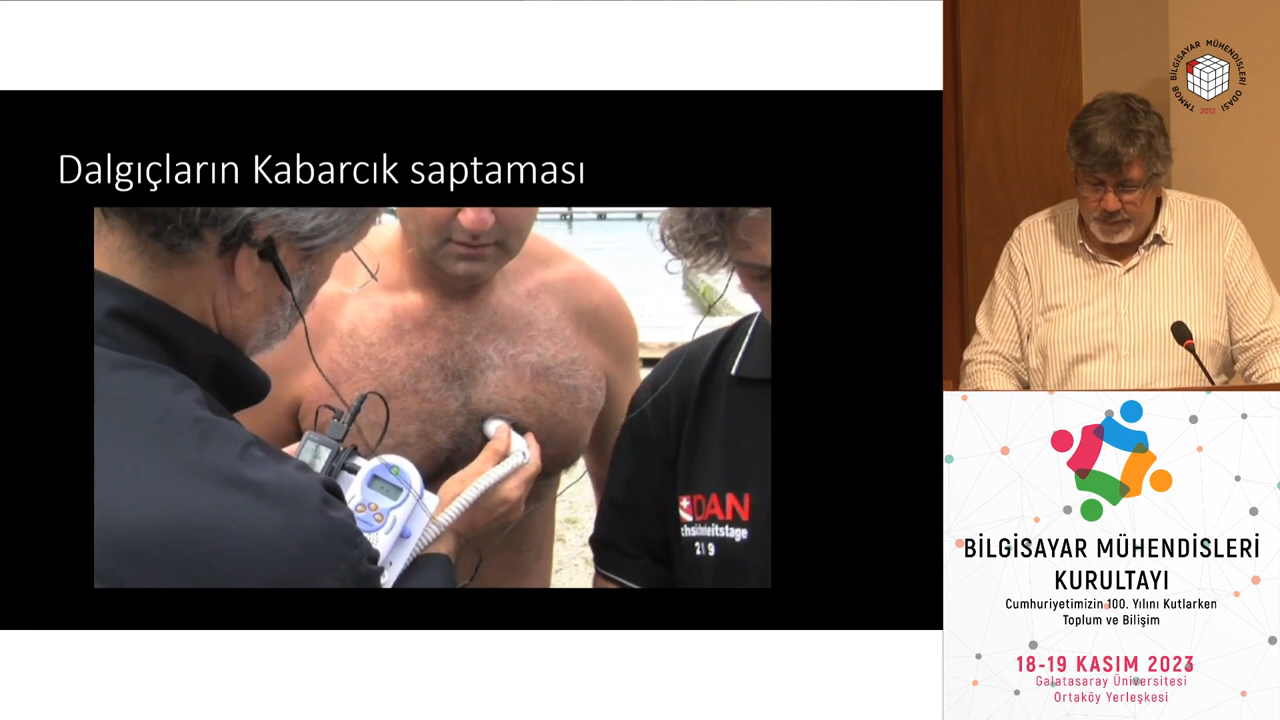 Dalgıçların Kabarcık saptaması
DAN
chsicherheitstage
TMMOB BİLGİSAYAR MÜHENDİSLERİ ODASI
2012
BİLGİSAYAR MÜHENDİSLERİ
KURULTAYI
Cumhuriyetimizin 100. Yılını Kutlarken
Toplum ve Bilişim
18-19 KASIM 2023
Galatasaray Üniversitesi
Ortaköy Yerleşkesi